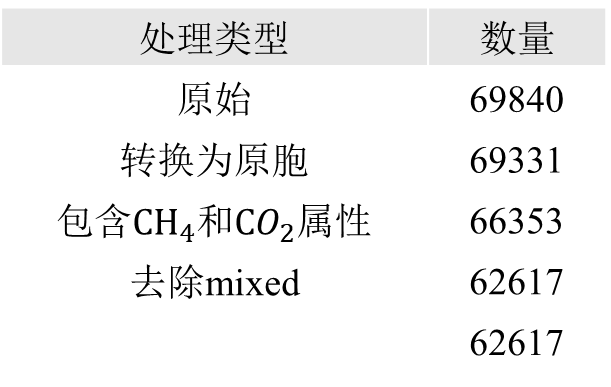 处理类型 数量
原始 69840
转换为原胞 69331
包含CH₄和CO₂属性 66353
去除mixed 62617
62617